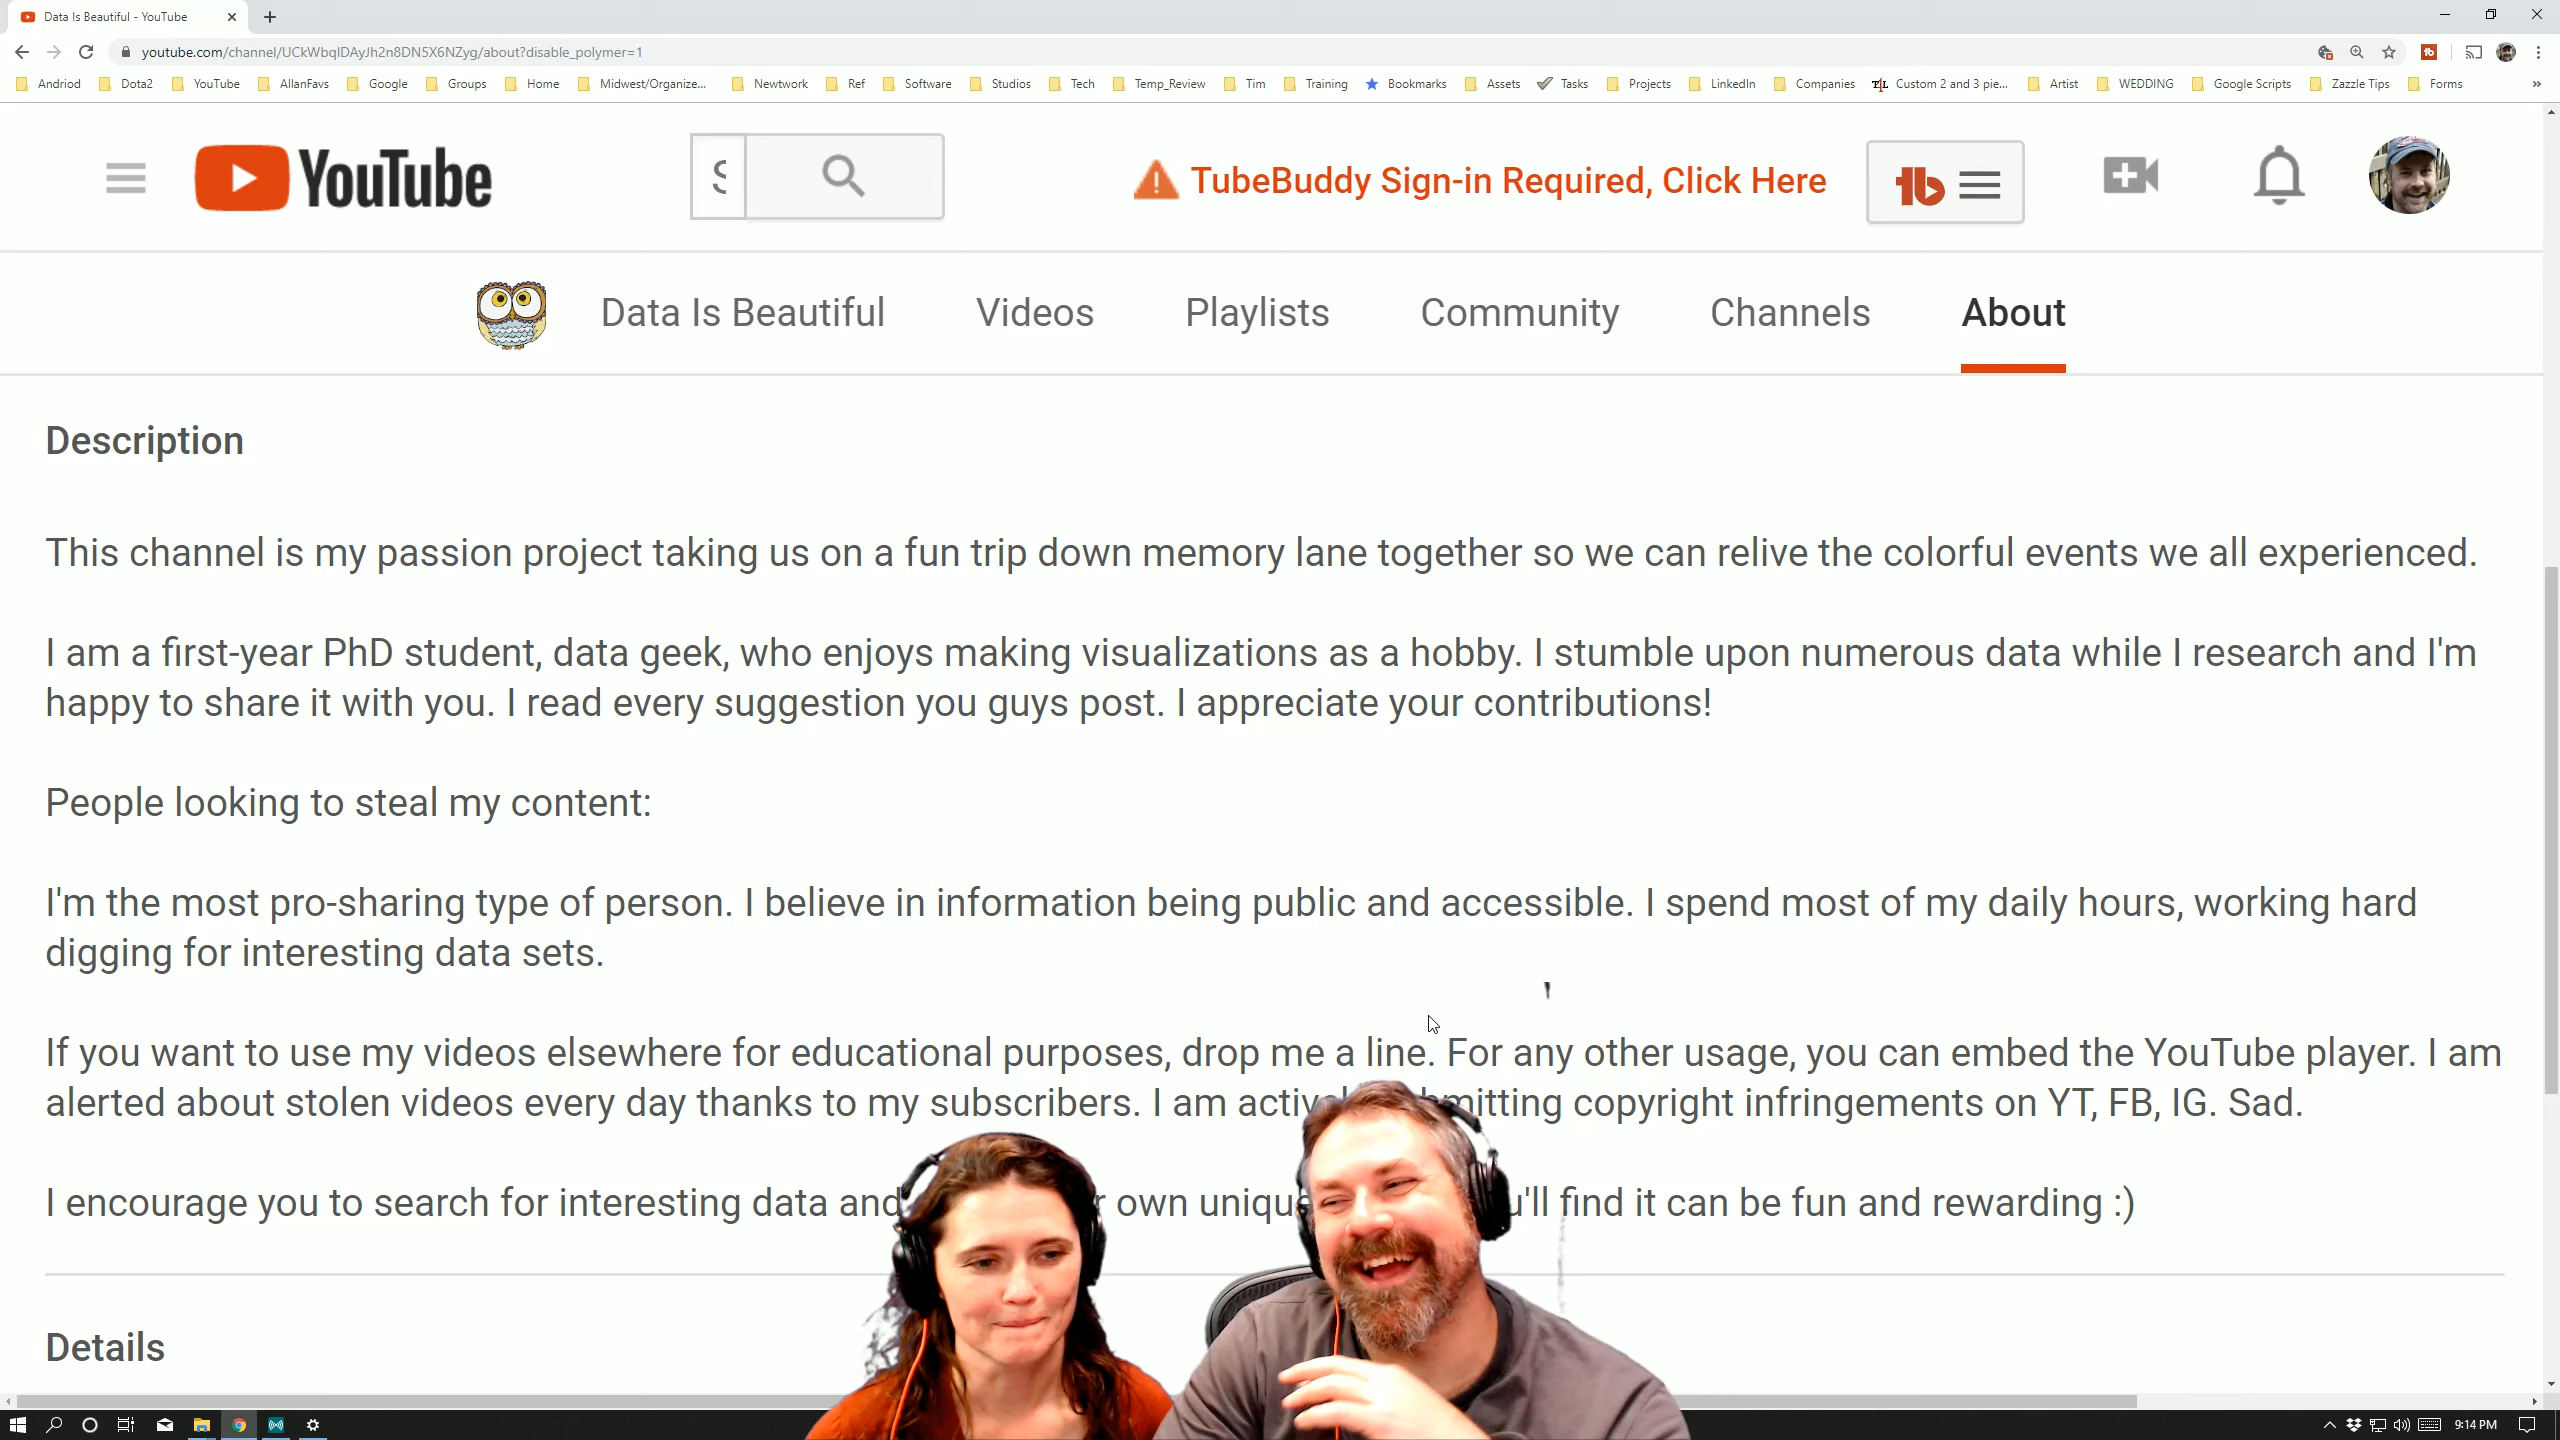 Data Is Beautiful - YouTube
youtube.com/channel/UCkWbqlDAyJh2n8DN5X6NZyg/about?disable_polymer=1
Andriod Dota2 YouTube AllanFavs Google Groups Home Midwest/Organize... Newtwork Ref Software Studios Tech Temp_Review Tim Training Bookmarks Assets Tasks Projects LinkedIn Companies Custom 2 and 3 pie... Artist WEDDING Google Scripts Zazzle Tips Forms »
YouTube S TubeBuddy Sign-in Required, Click Here
Data Is Beautiful Videos Playlists Community Channels About
Description
This channel is my passion project taking us on a fun trip down memory lane together so we can relive the colorful events we all experienced.
I am a first-year PhD student, data geek, who enjoys making visualizations as a hobby. I stumble upon numerous data while I research and I'm
happy to share it with you. I read every suggestion you guys post. I appreciate your contributions!
People looking to steal my content:
I'm the most pro-sharing type of person. I believe in information being public and accessible. I spend most of my daily hours, working hard
digging for interesting data sets.
If you want to use my videos elsewhere for educational purposes, drop me a line. For any other usage, you can embed the YouTube player. I am
alerted about stolen videos every day thanks to my subscribers. I am copyright infringements on YT, FB, IG. Sad.
I encourage you to search for interesting data and own find it can be fun and rewarding :)
Details
9:14 PM